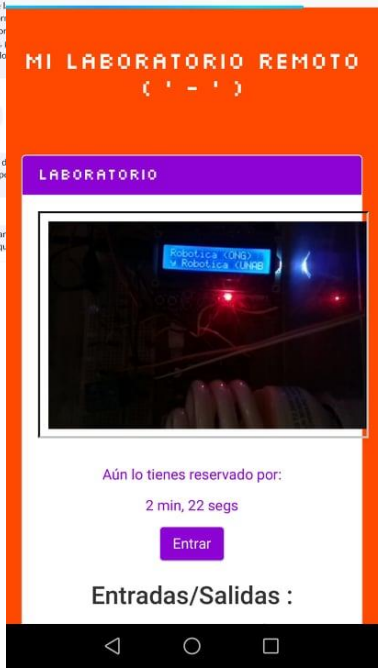 MI LABORATORIO REMOTO
( ' - ' )
LABORATORIO
Robotica (ONG)
y Robotica (UNAB
Aún lo tienes reservado por:
2 min, 22 segs
Entrar
Entradas/Salidas :